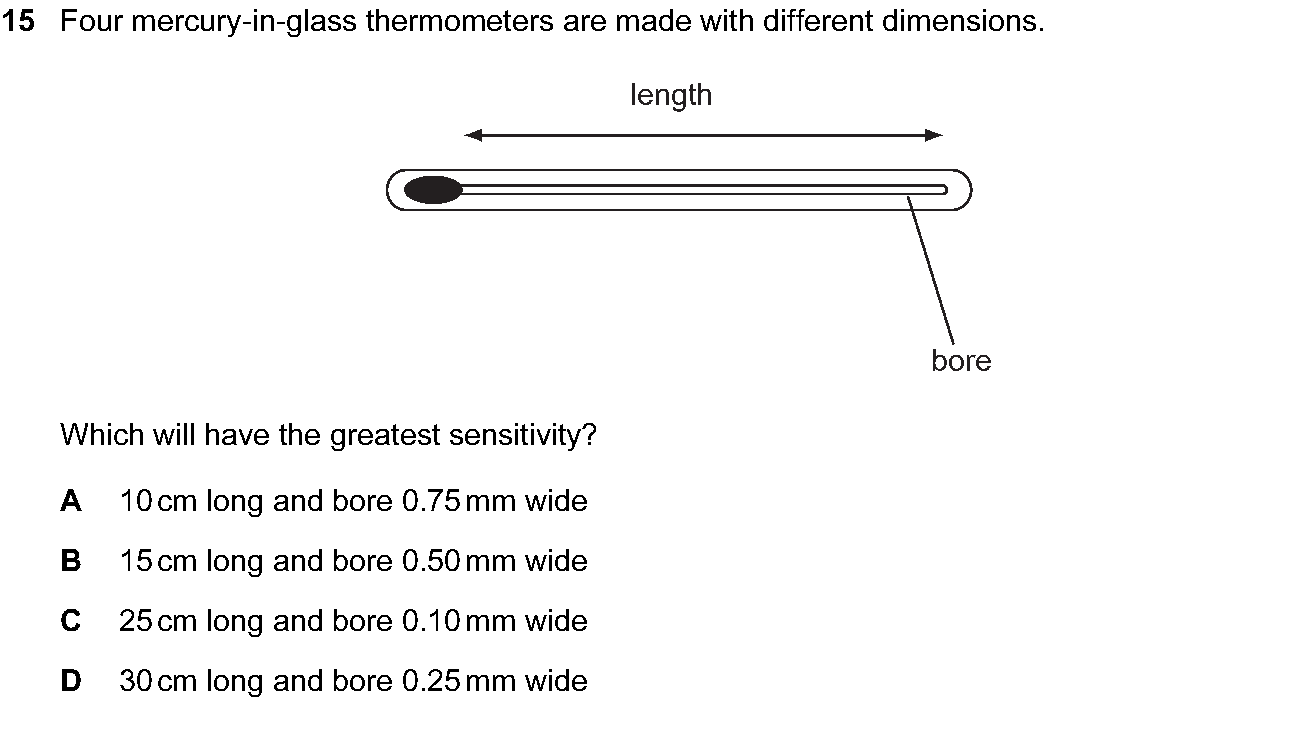 15 Four mercury-in-glass thermometers are made with different dimensions.
length
bore
Which will have the greatest sensitivity?
A 10 cm long and bore 0.75 mm wide
B 15 cm long and bore 0.50 mm wide
C 25 cm long and bore 0.10 mm wide
D 30 cm long and bore 0.25 mm wide